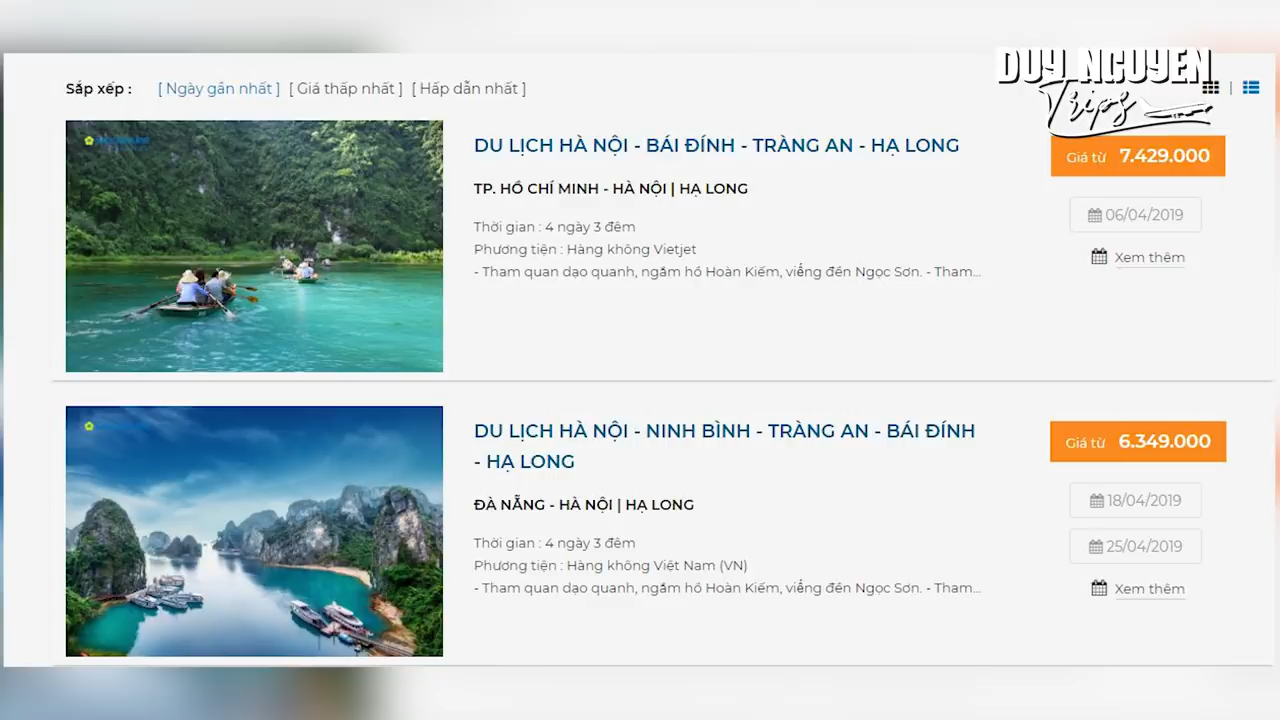 DUY NGUYEN
Trips
Sắp xếp : [ Ngày gần nhất ] [ Giá thấp nhất ] [ Hấp dẫn nhất ]
|
DU LỊCH HÀ NỘI - BÁI ĐÍNH - TRÀNG AN - HẠ LONG
Giá từ 7.429.000
TP. HỒ CHÍ MINH - HÀ NỘI | HẠ LONG
06/04/2019
Thời gian : 4 ngày 3 đêm
Phương tiện : Hàng không Vietjet
Xem thêm
- Tham quan dạo quanh, ngắm hồ Hoàn Kiếm, viếng đền Ngọc Sơn. - Tham...
DU LỊCH HÀ NỘI - NINH BÌNH - TRÀNG AN - BÁI ĐÍNH
- HẠ LONG
Giá từ 6.349.000
ĐÀ NẴNG - HÀ NỘI | HẠ LONG
18/04/2019
Thời gian : 4 ngày 3 đêm
25/04/2019
Phương tiện : Hàng không Việt Nam (VN)
- Tham quan dạo quanh, ngắm hồ Hoàn Kiếm, viếng đền Ngọc Sơn. - Tham...
Xem thêm